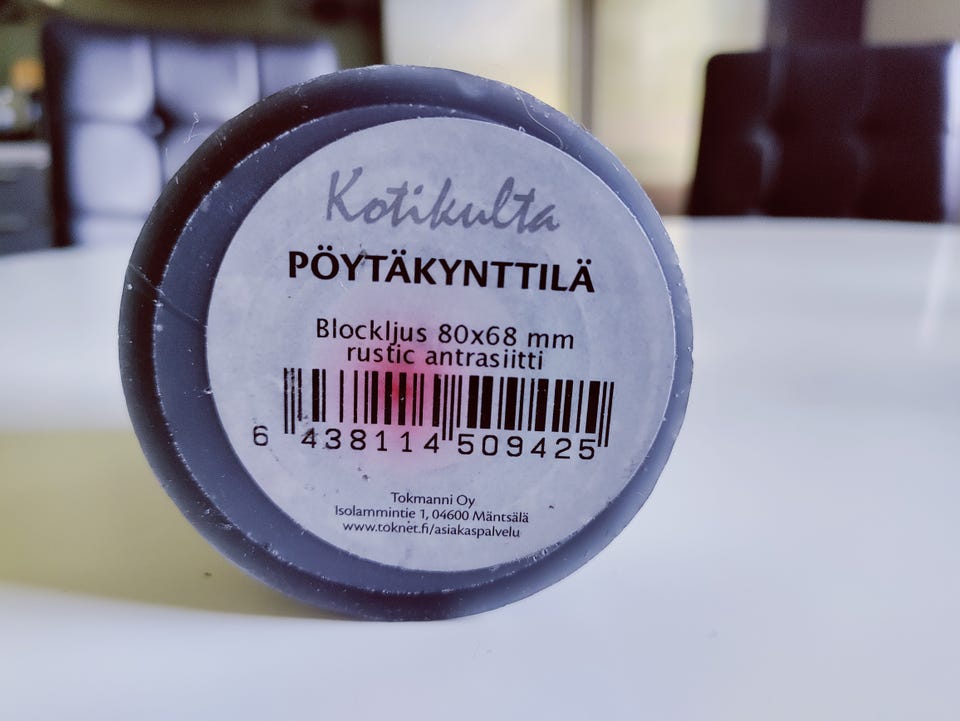 Kotikulta
PÖYTÄKYNTTILÄ
Blockljus 80x68 mm
rustic antrasiitti
6 438114 509425
Tokmanni Oy
Isolammintie 1, 04600 Mäntsälä
www.toknet.fi/asiakaspalvelu